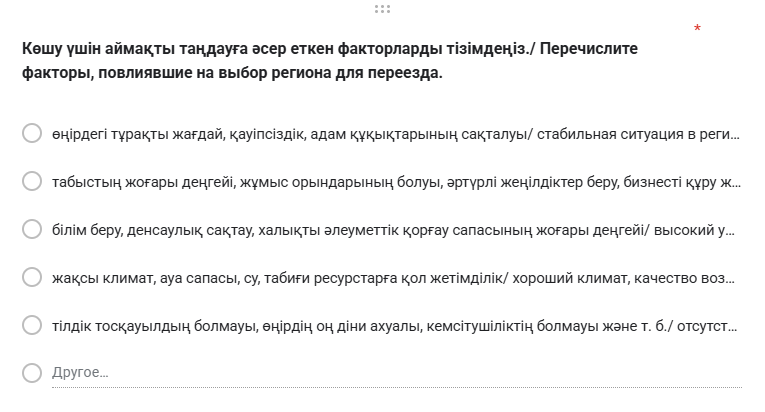 *
Көшу үшін аймақты таңдауға әсер еткен факторларды тізімдеңіз./ Перечислите
факторы, повлиявшие на выбор региона для переезда.
өңірдегі тұрақты жағдай, қауіпсіздік, адам құқықтарының сақталуы/ стабильная ситуация в реги...
табыстың жоғары деңгейі, жұмыс орындарының болуы, әртүрлі жеңілдіктер беру, бизнесті құру ж...
білім беру, денсаулық сақтау, халықты әлеуметтік қорғау сапасының жоғары деңгейі/ высокий у...
жақсы климат, ауа сапасы, су, табиғи ресурстарға қол жетімділік/ хороший климат, качество воз...
тілдік тосқауылдың болмауы, өңірдің оң діни ахуалы, кемсітушіліктің болмауы және т. б./ отсутст...
Другое...